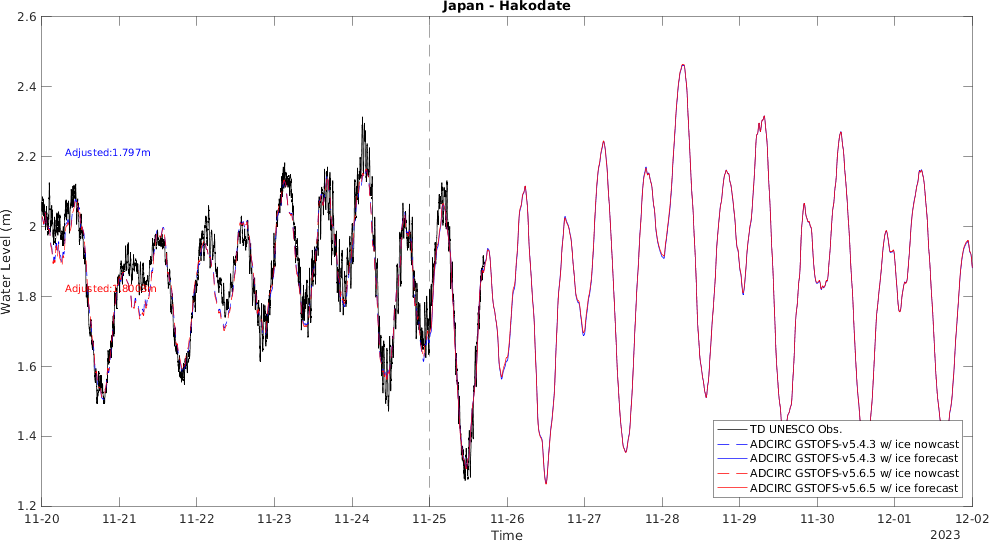 Japan - Hakodate
2.6
2.4
2.2
2
1.8
1.6
1.4
1.2
Water Level (m)
Adjusted:1.797m
TD UNESCO Obs.
ADCIRC GSTOFS-v5.4.3 w/ ice nowcast
ADCIRC GSTOFS-v5.4.3 w/ ice forecast
ADCIRC GSTOFS-v5.6.5 w/ ice nowcast
ADCIRC GSTOFS-v5.6.5 w/ ice forecast
11-20 11-21 11-22 11-23 11-24 11-25 11-26 11-27 11-28 11-29 11-30 12-01 12-02
Time
2023